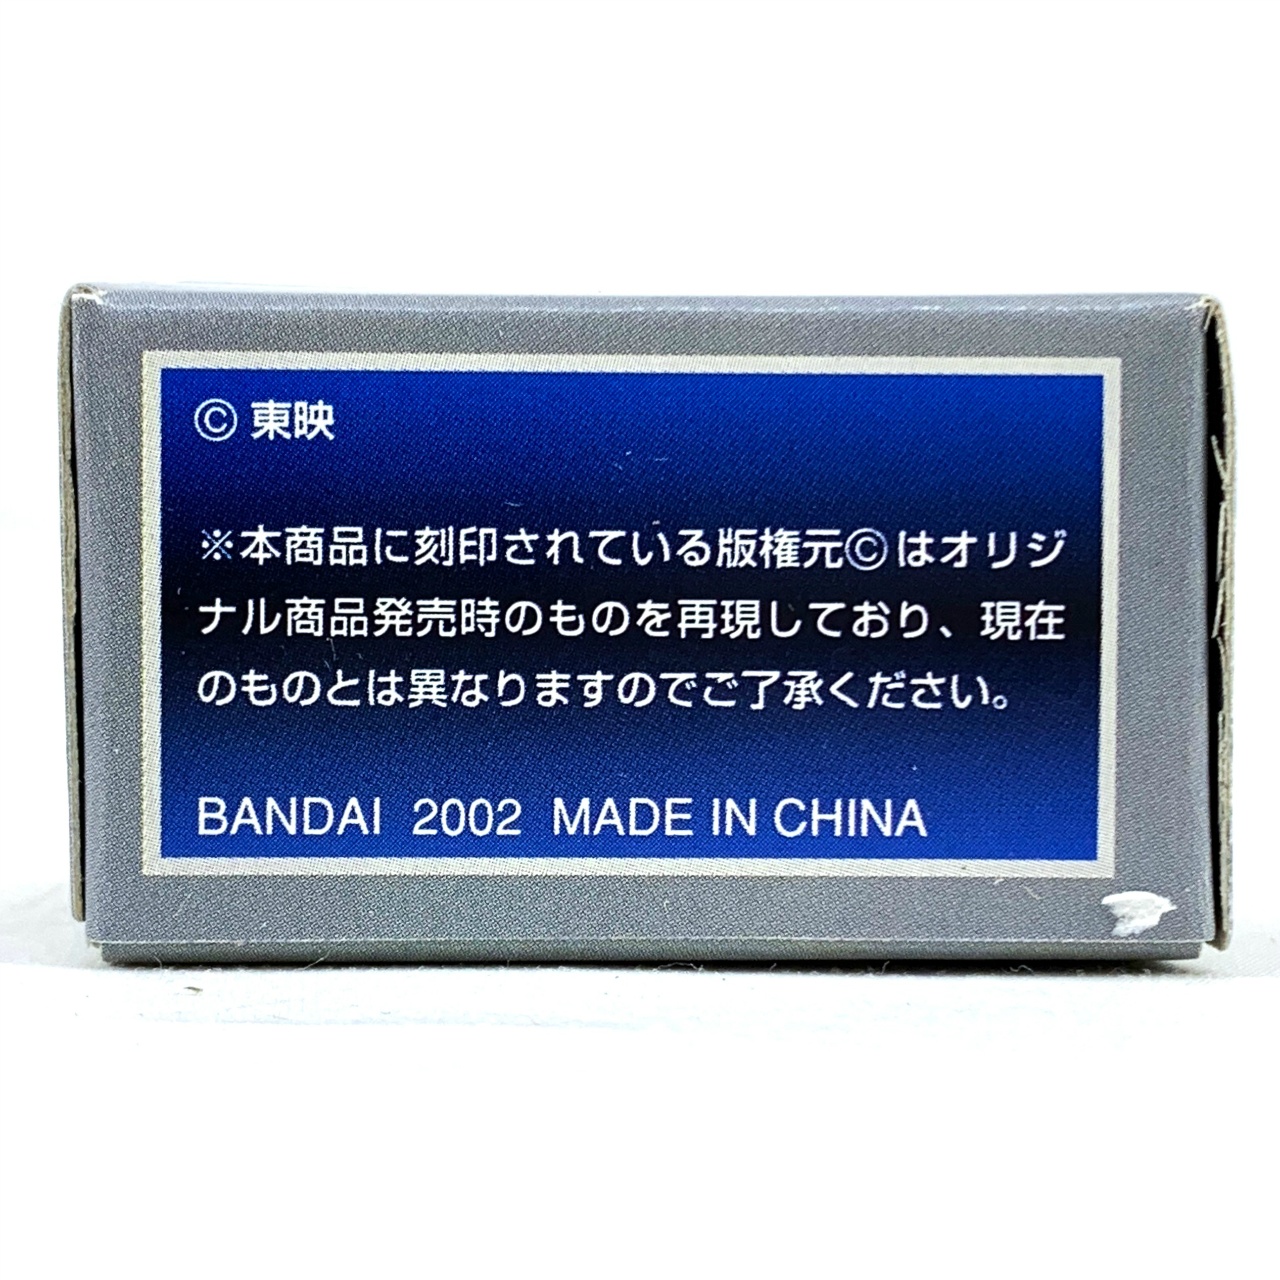 © 東映
※本商品に刻印されている版権元©はオリジ
ナル商品発売時のものを再現しており、現在
のものとは異なりますのでご了承ください。
BANDAI 2002 MADE IN CHINA